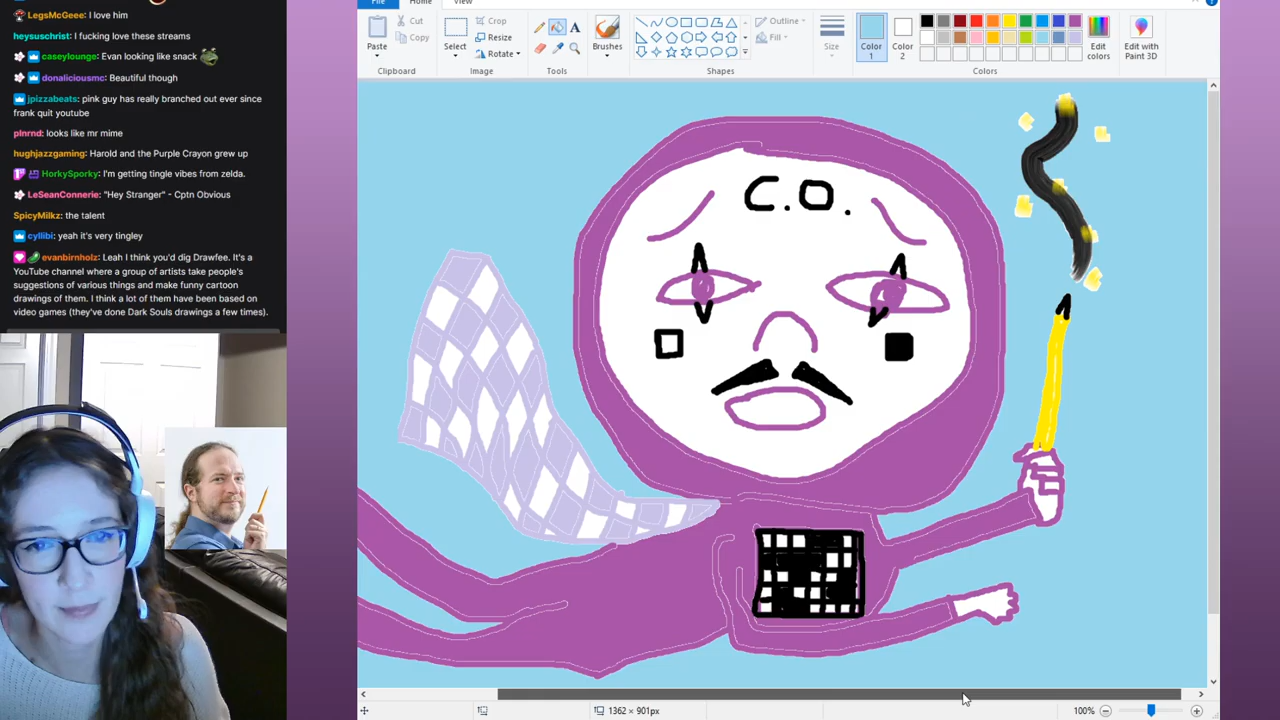 LegsMcGeee: I love him
heysuschrist: I fucking love these streams
caseylounge: Evan looking like snack
donaliciousmc: Beautiful though
jpizzabeats: pink guy has really branched out ever since
frank quit youtube
plnrnd: looks like mr mime
hughjazzgaming: Harold and the Purple Crayon grew up
HorkySporky: I'm getting tingle vibes from zelda.
LeSeanConnerie: "Hey Stranger" - Cptn Obvious
SpicyMilkz: the talent
cyllibi: yeah it's very tingley
evanbirnholz: Leah I think you'd dig Drawfee. It's a
YouTube channel where a group of artists take people's
suggestions of various things and make funny cartoon
drawings of them. I think a lot of them have been based on
video games (they've done Dark Souls drawings a few times).
File Home View
Paste
Cut
Copy
Clipboard
Select
Crop
Resize
Rotate
Image
A
Tools
Brushes
Outline
Fill
Shapes
Size
Color
1
Color
2
Edit
colors
Colors
Edit with
Paint 3D
C.O.
1362 × 901px
100%